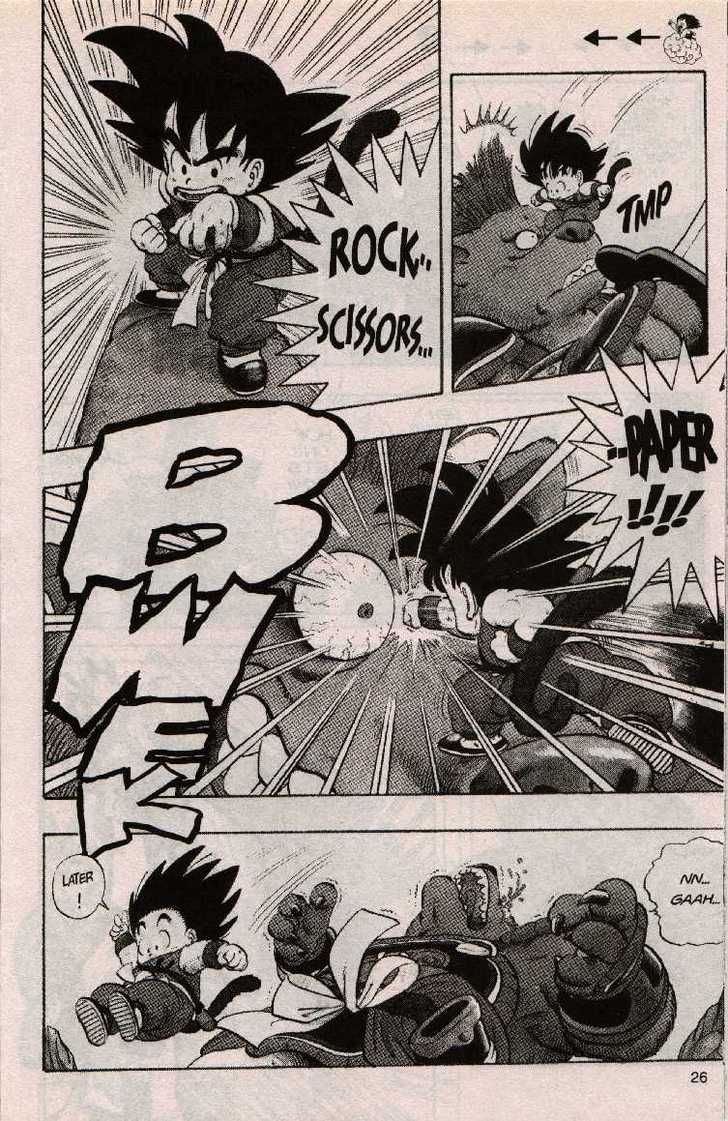 TMP
ROCK..
SCISSORS...
...PAPER
!!!!
BWEK
NN...
GAAH...
LATER
!
26